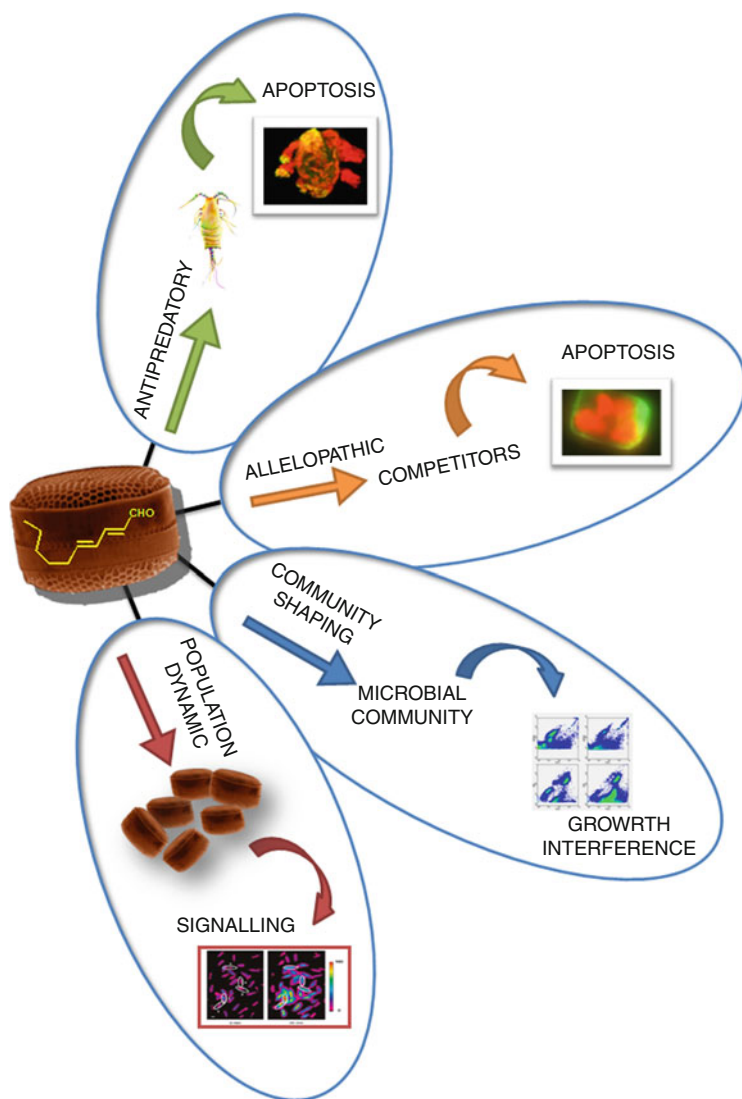 APOPTOSIS
ANTIPREDATORY
APOPTOSIS
ALLELOPATHIC
COMPETITORS
CHO
COMMUNITY
SHAPING
MICROBIAL
COMMUNITY
GROWRTH
INTERFERENCE
POPULATION
DYNAMIC
SIGNALLING